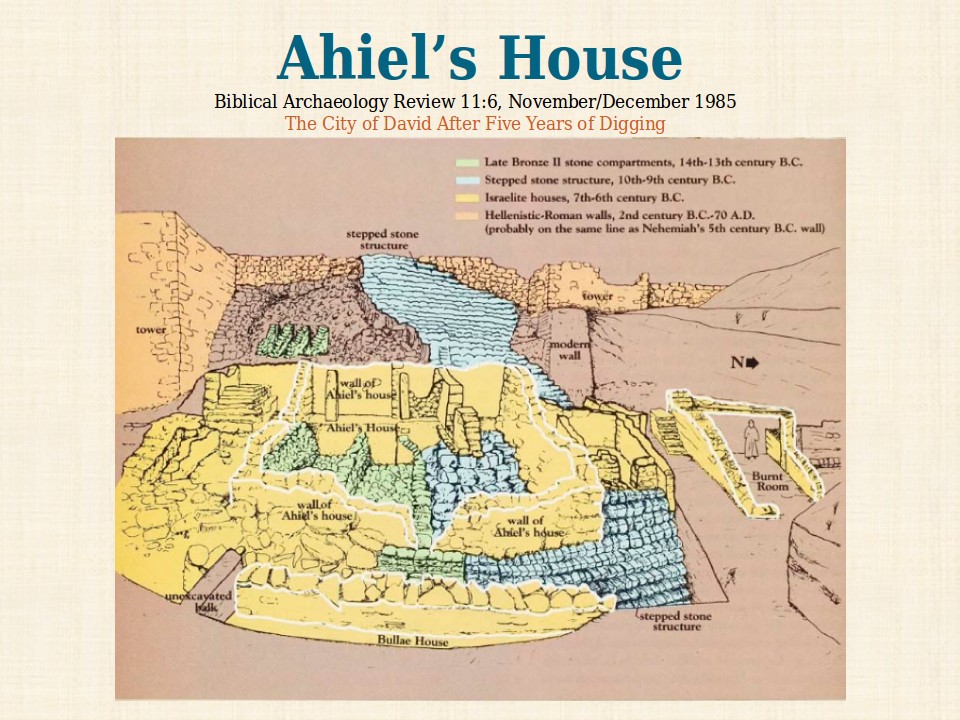 Ahiel’s House
Biblical Archaeology Review 11:6, November/December 1985
The City of David After Five Years of Digging
Late Bronze II stone compartments, 14th-13th century B.C.
Stepped stone structure, 10th-9th century B.C.
Israelite houses, 7th-6th century B.C.
Hellenistic-Roman walls, 2nd century B.C.-70 A.D.
(probably on the same line as Nehemiah's 5th century B.C. wall)
stepped stone
structure
tower
tower
modern
wall
N
wall of
Ahiel's house
Ahiel's House
Burnt
Room
wall of
Ahiel's house
wall of
Ahiel's house
unexcavated
balk
stepped stone
structure
Bullae House